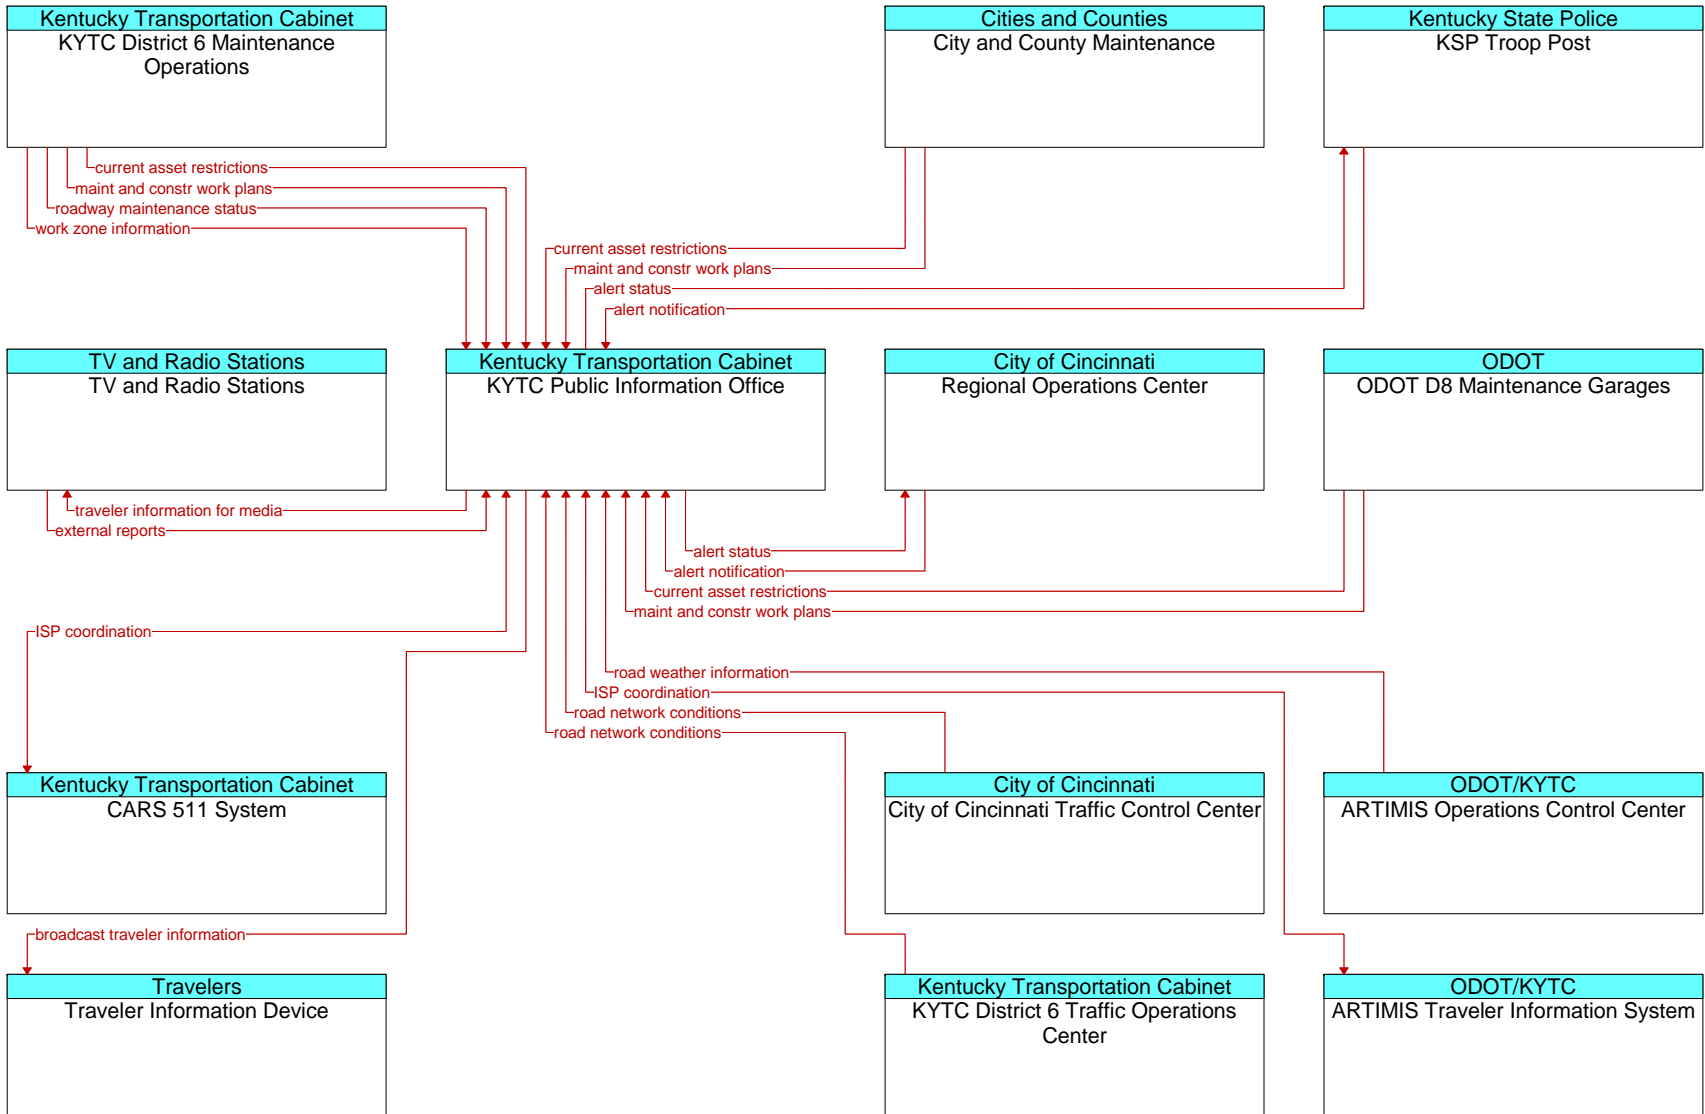 Kentucky Transportation Cabinet
KYTC District 6 Maintenance
Operations
Cities and Counties
City and County Maintenance
Kentucky State Police
KSP Troop Post
current asset restrictions
maint and constr work plans
roadway maintenance status
work zone information
current asset restrictions
maint and constr work plans
alert status
alert notification
TV and Radio Stations
TV and Radio Stations
Kentucky Transportation Cabinet
KYTC Public Information Office
City of Cincinnati
Regional Operations Center
ODOT
ODOT D8 Maintenance Garages
traveler information for media
external reports
alert status
alert notification
current asset restrictions
maint and constr work plans
ISP coordination
road weather information
ISP coordination
road network conditions
road network conditions
Kentucky Transportation Cabinet
CARS 511 System
City of Cincinnati
City of Cincinnati Traffic Control Center
ODOT/KYTC
ARTIMIS Operations Control Center
broadcast traveler information
Travelers
Traveler Information Device
Kentucky Transportation Cabinet
KYTC District 6 Traffic Operations
Center
ODOT/KYTC
ARTIMIS Traveler Information System